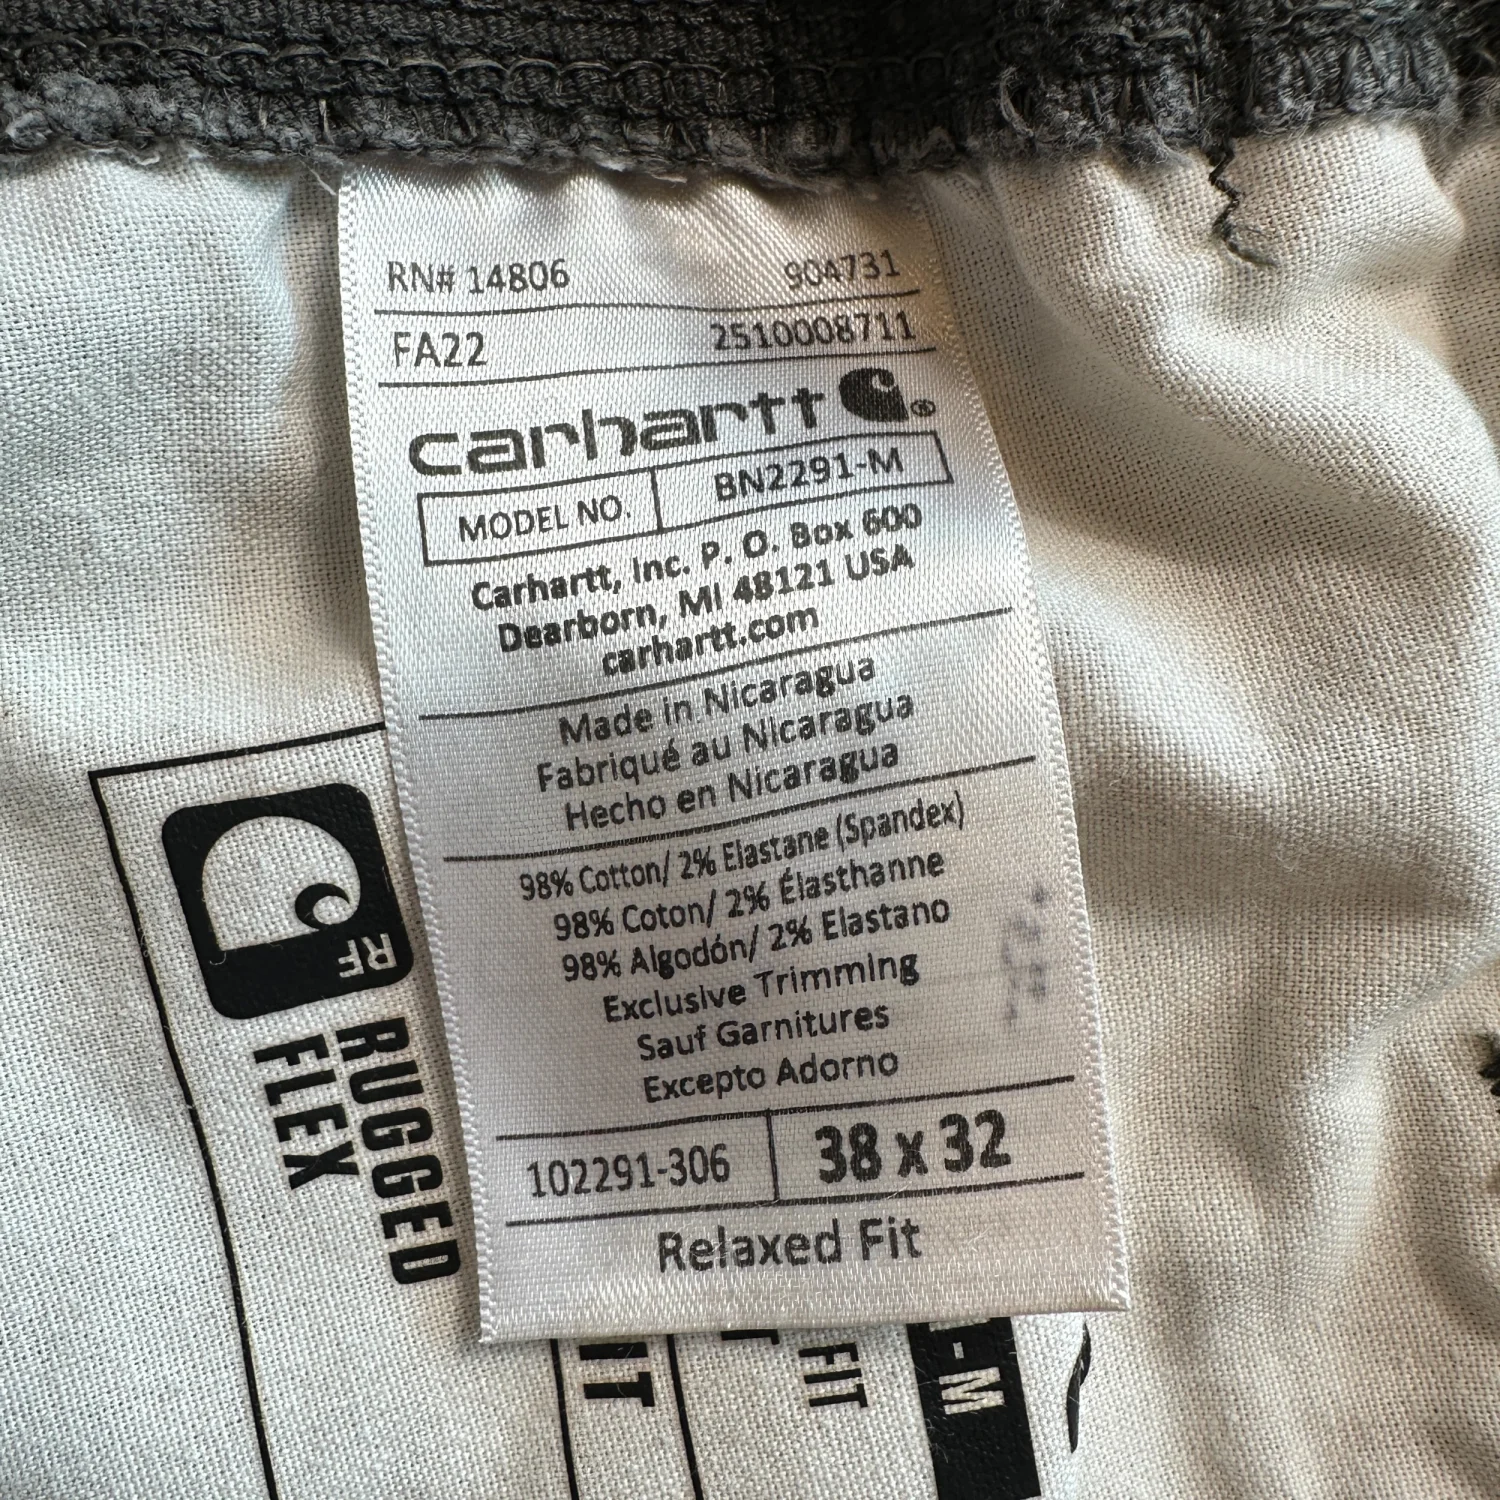 RN# 14806 904731
FA22 2510008711
carhartt ®
MODEL NO. BN2291-M
Carhartt, Inc. P. O. Box 600
Dearborn, MI 48121 USA
carhartt.com
Made in Nicaragua
Fabriqué au Nicaragua
Hecho en Nicaragua
98% Cotton/ 2% Elastane (Spandex)
98% Coton/ 2% Élasthanne
98% Algodón/ 2% Elastano
Exclusive Trimming
Sauf Garnitures
Excepto Adorno
102291-306 38 x 32
Relaxed Fit
RF
RUGGED
FLEX
FIT
-M